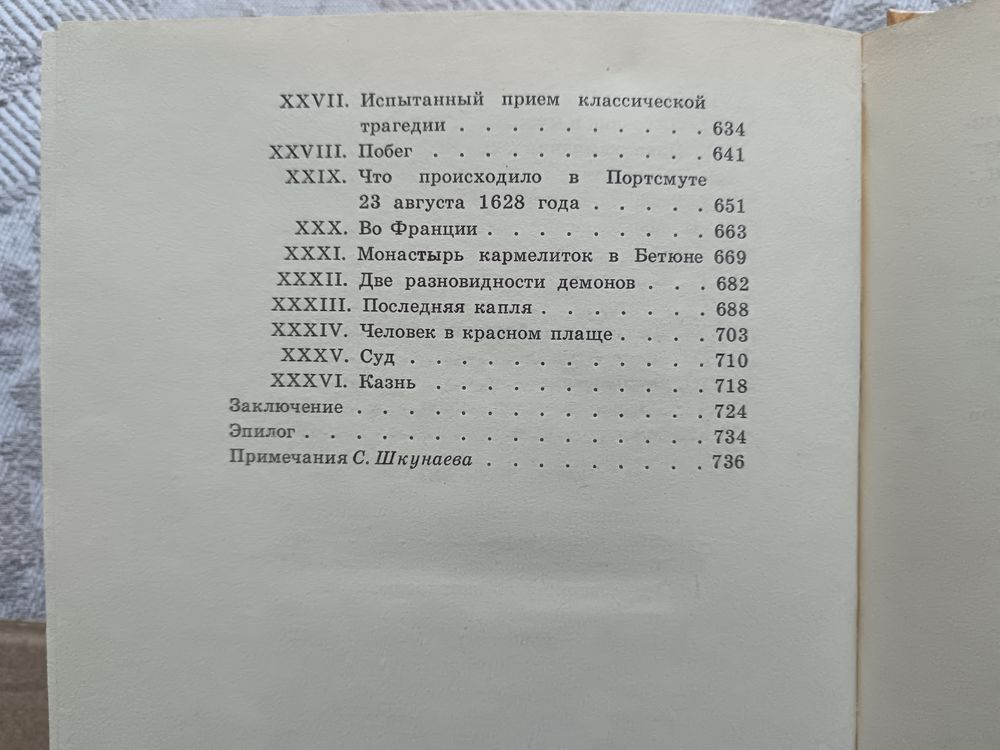 XXVII. Испытанный прием классической
трагедии . . . . . . . . . . 634
XXVIII. Побег . . . . . . . . . . . 641
XXIX. Что происходило в Портсмуте
23 августа 1628 года . . . . . 651
XXX. Во Франции . . . . . . . . . 663
XXXI. Монастырь кармелиток в Бетюне 669
XXXII. Две разновидности демонов . . . 682
XXXIII. Последняя капля . . . . . . . 688
XXXIV. Человек в красном плаще . . . . 703
XXXV. Суд . . . . . . . . . . . . 710
XXXVI. Казнь . . . . . . . . . . . 718
Заключение . . . . . . . . . . . . . . 724
Эпилог . . . . . . . . . . . . . . . . 734
Примечания С. Шкунаева . . . . . . . . . 736